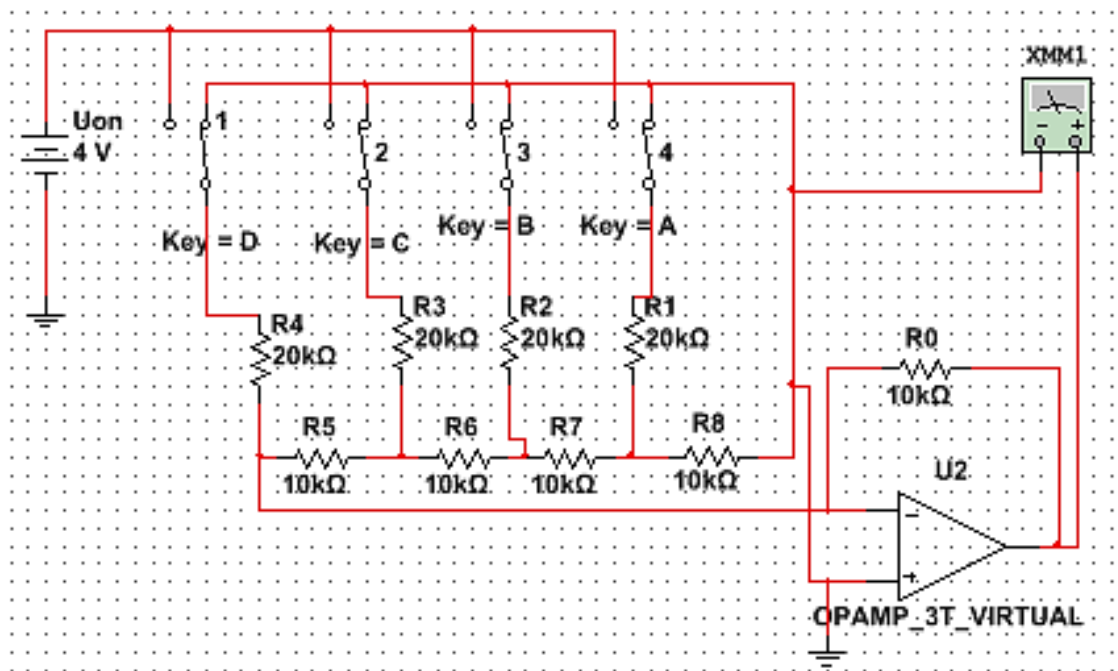 XMM1
Uon
4 V
1
2
3
4
Key = D
Key = C
Key = B
Key = A
R4
20kΩ
R3
20kΩ
R2
20kΩ
R1
20kΩ
R0
10kΩ
R5
10kΩ
R6
10kΩ
R7
10kΩ
R8
10kΩ
U2
OPAMP_3T_VIRTUAL